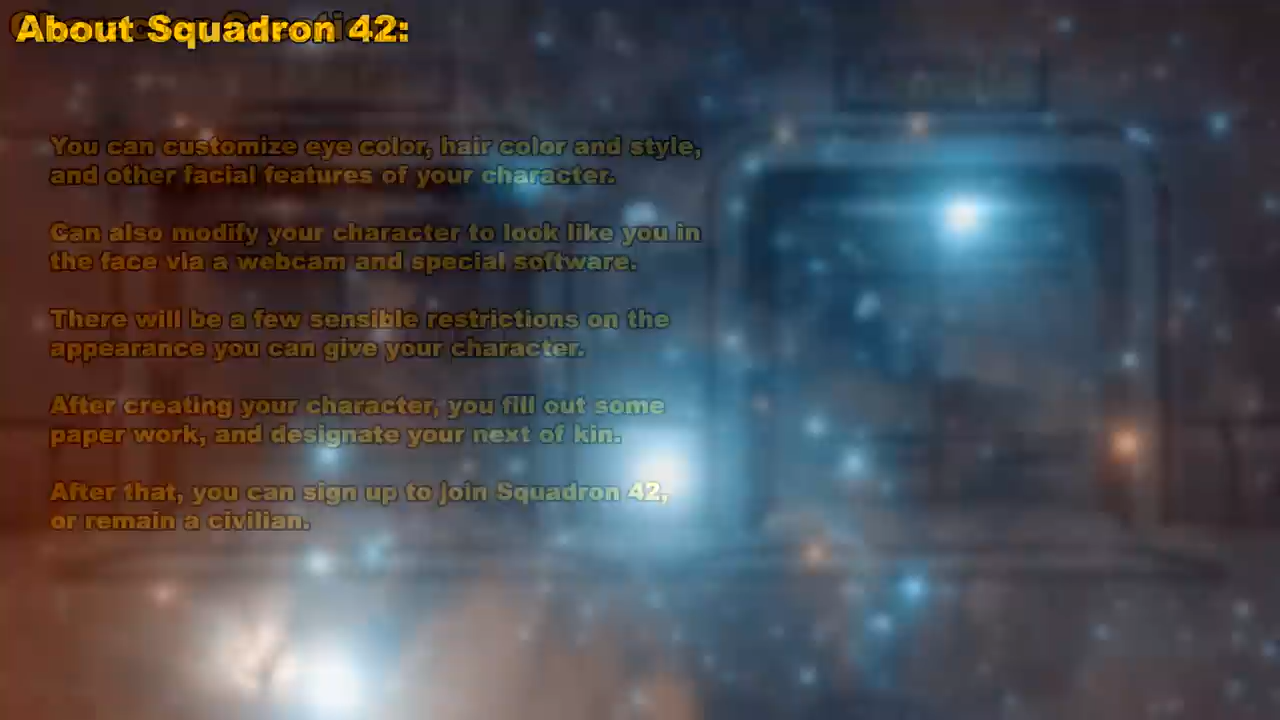 About Squadron 42:
You can customize eye color, hair color and style,
and other facial features of your character.
Can also modify your character to look like you in
the face via a webcam and special software.
There will be a few sensible restrictions on the
appearance you can give your character.
After creating your character, you fill out some
paper work, and designate your next of kin.
After that, you can sign up to join Squadron 42,
or remain a civilian.